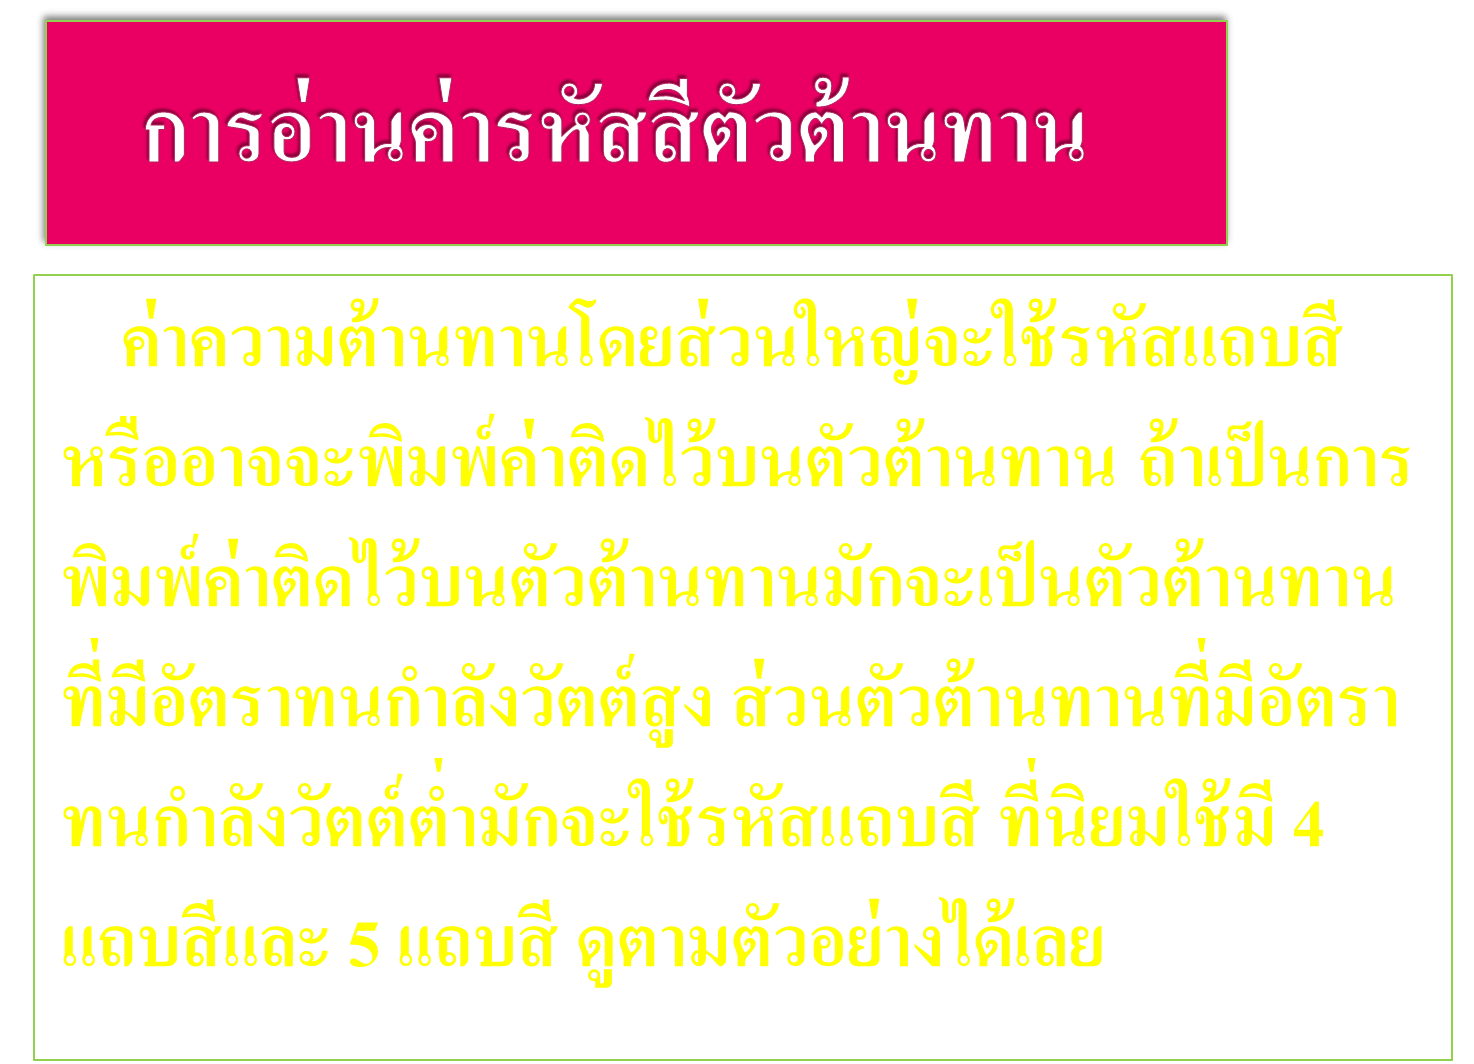 การอ่านค่ารหัสสีตัวต้านทาน
ค่าความต้านทานโดยส่วนใหญ่จะใช้รหัสแถบสี
หรืออาจจะพิมพ์ค่าติดไว้บนตัวต้านทาน ถ้าเป็นการ
พิมพ์ค่าติดไว้บนตัวต้านทานมักจะเป็นตัวต้านทาน
ที่มีอัตราทนกำลังวัตต์สูง ส่วนตัวต้านทานที่มีอัตรา
ทนกำลังวัตต์ต่ำมักจะใช้รหัสแถบสี ที่นิยมใช้มี 4
แถบสีและ 5 แถบสี ดูตามตัวอย่างได้เลย